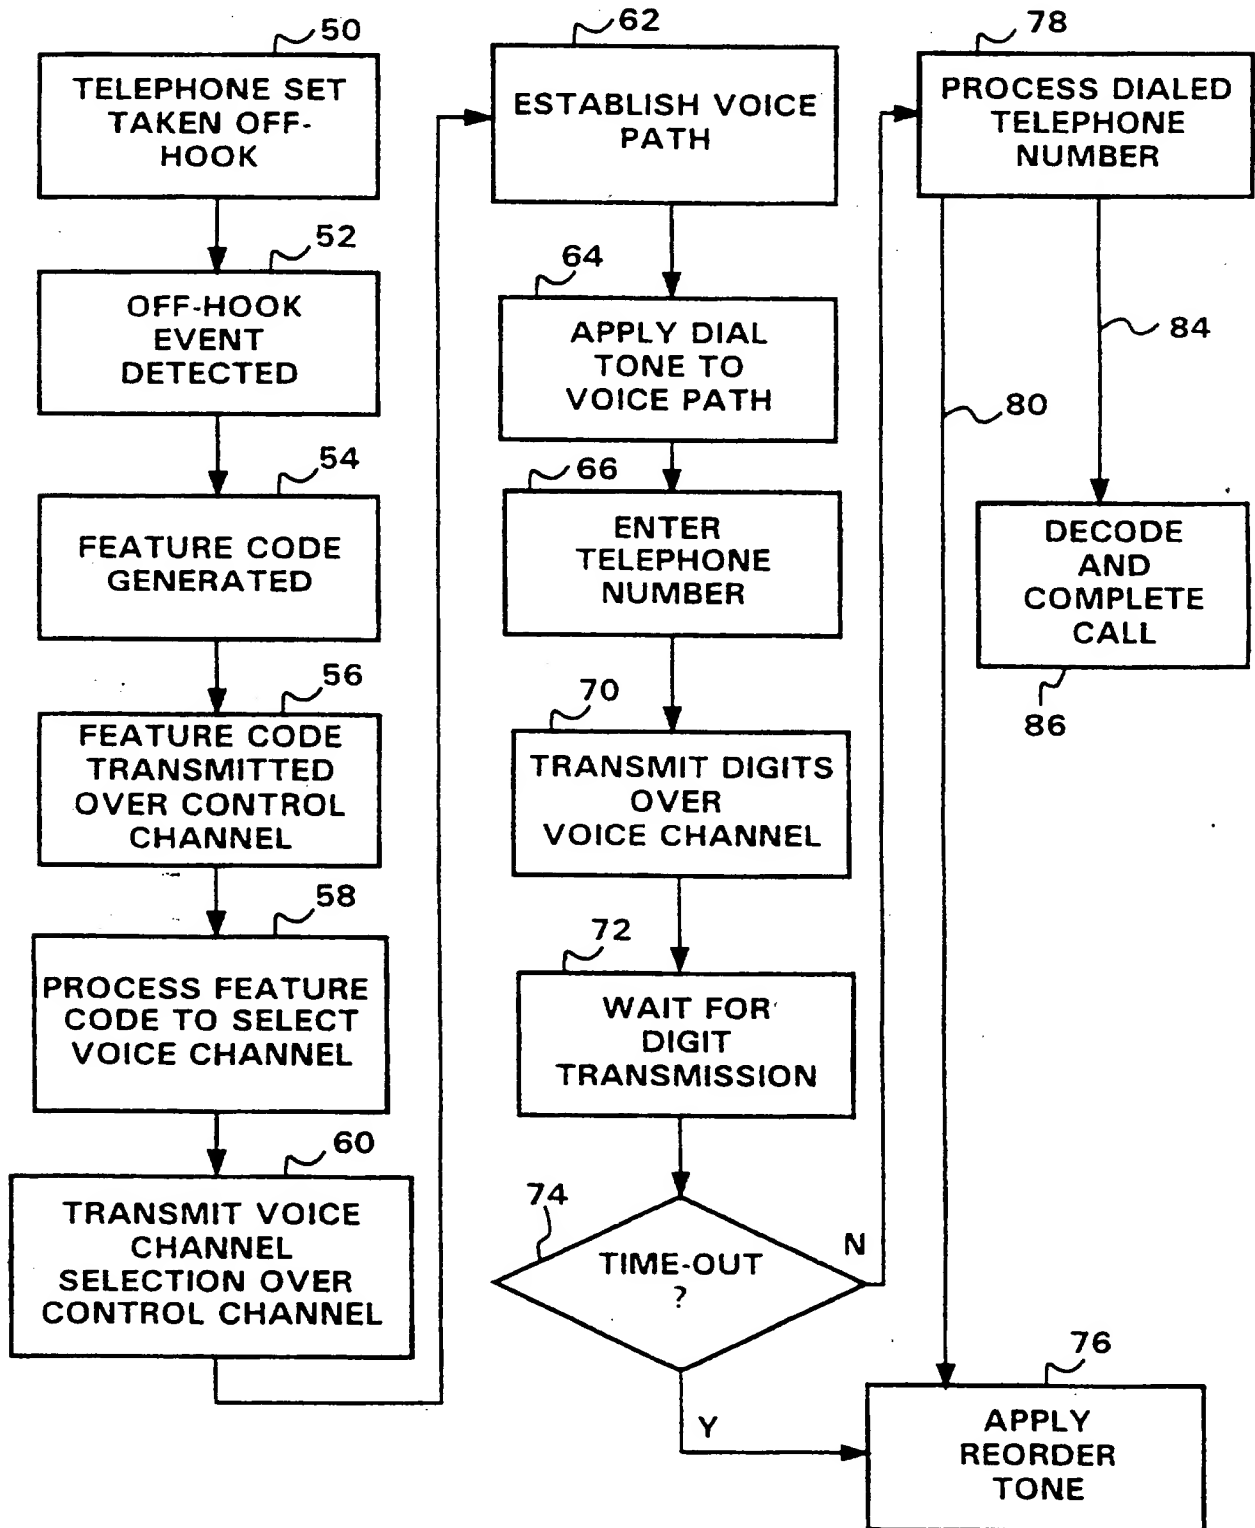 50
TELEPHONE SET
TAKEN OFF-
HOOK
52
OFF-HOOK
EVENT
DETECTED
54
FEATURE CODE
GENERATED
56
FEATURE CODE
TRANSMITTED
OVER CONTROL
CHANNEL
58
PROCESS FEATURE
CODE TO SELECT
VOICE CHANNEL
60
TRANSMIT VOICE
CHANNEL
SELECTION OVER
CONTROL CHANNEL
62
ESTABLISH VOICE
PATH
64
APPLY DIAL
TONE TO
VOICE PATH
66
ENTER
TELEPHONE
NUMBER
70
TRANSMIT DIGITS
OVER
VOICE CHANNEL
72
WAIT FOR
DIGIT
TRANSMISSION
74
TIME-OUT
?
N
Y
78
PROCESS DIALED
TELEPHONE
NUMBER
84
80
DECODE
AND
COMPLETE
CALL
86
76
APPLY
REORDER
TONE